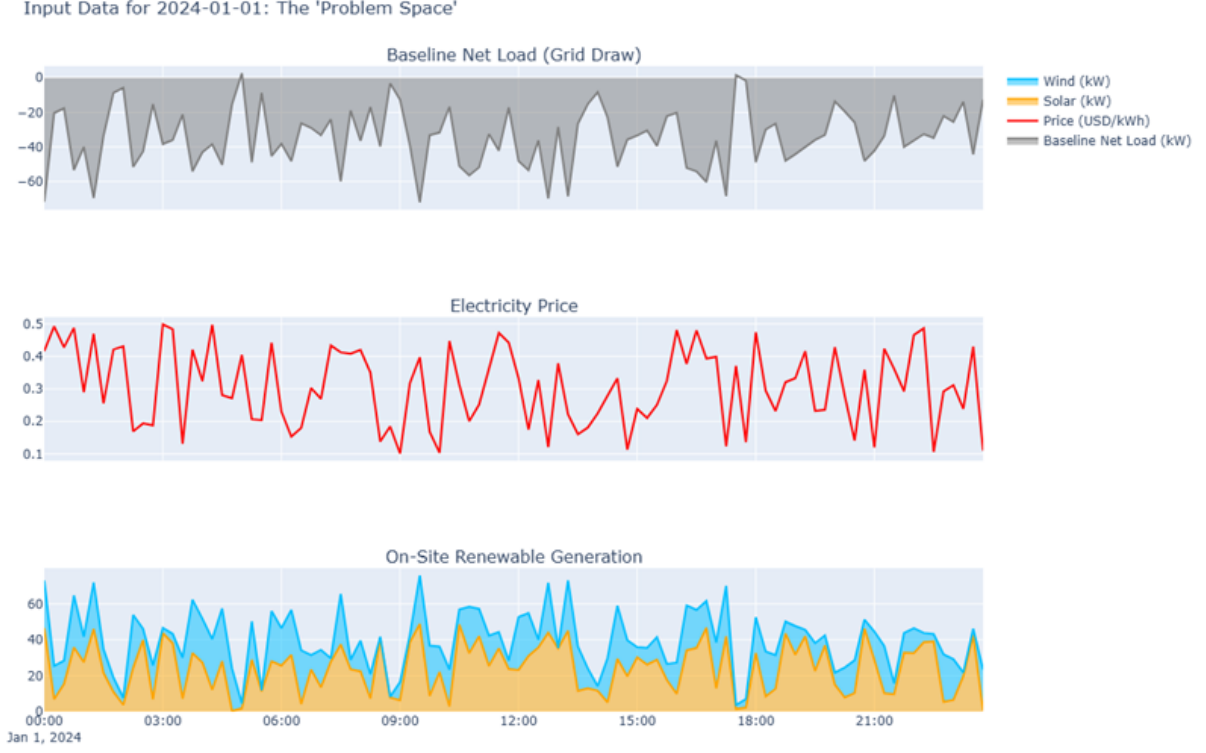 Input Data for 2024-01-01: The 'Problem Space'
Baseline Net Load (Grid Draw)
0
−20
−40
−60
Wind (kW)
Solar (kW)
Price (USD/kWh)
Baseline Net Load (kW)
Electricity Price
0.5
0.4
0.3
0.2
0.1
On-Site Renewable Generation
60
40
20
0
00:00 03:00 06:00 09:00 12:00 15:00 18:00 21:00
Jan 1, 2024